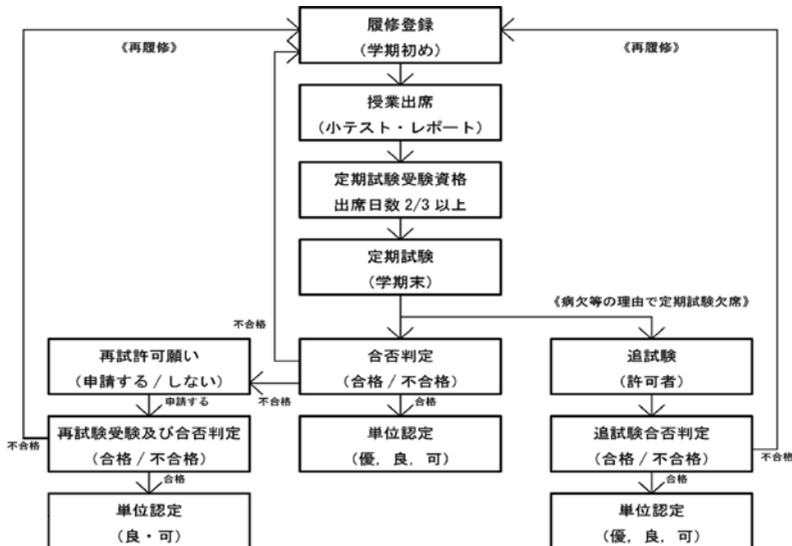 履修登録
(学期初め)
《再履修》
《再履修》
授業出席
(小テスト・レポート)
定期試験受験資格
出席日数 2/3 以上
定期試験
(学期末)
《病欠等の理由で定期試験欠席》
不合格
再試許可願い
(申請する / しない)
合否判定
(合格 / 不合格)
追試験
(許可者)
申請する
不合格
合格
不合格
再試験受験及び合否判定
(合格 / 不合格)
単位認定
(優, 良, 可)
追試験合否判定
(合格 / 不合格)
不合格
合格
合格
単位認定
(良・可)
単位認定
(優, 良, 可)